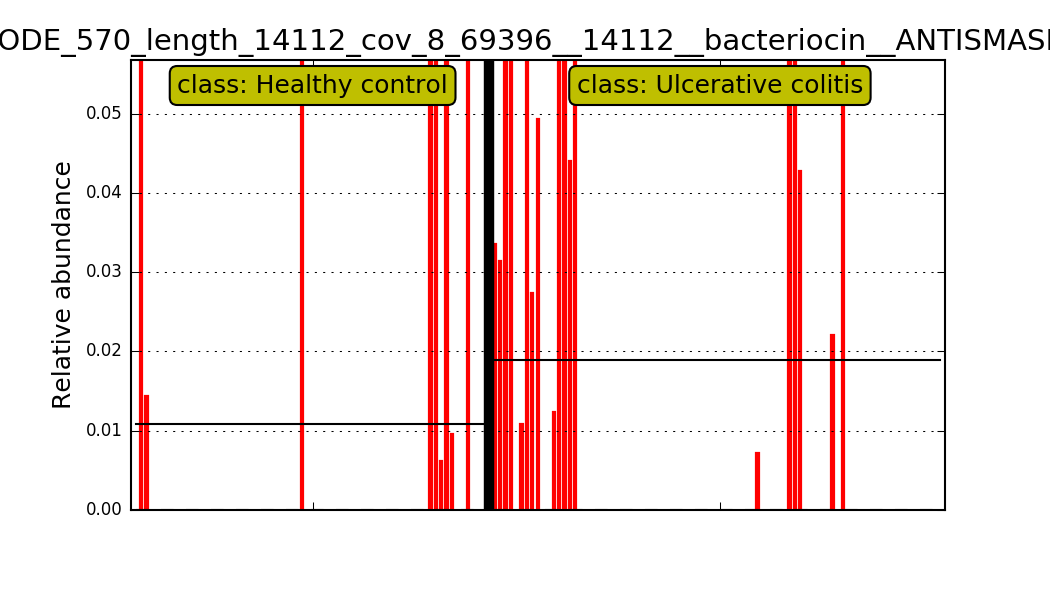 ODE_570_length_14112_cov_8_69396__14112__bacteriocin__ANTISMAS
class: Healthy control
class: Ulcerative colitis
Relative abundance
0.05
0.04
0.03
0.02
0.01
0.00